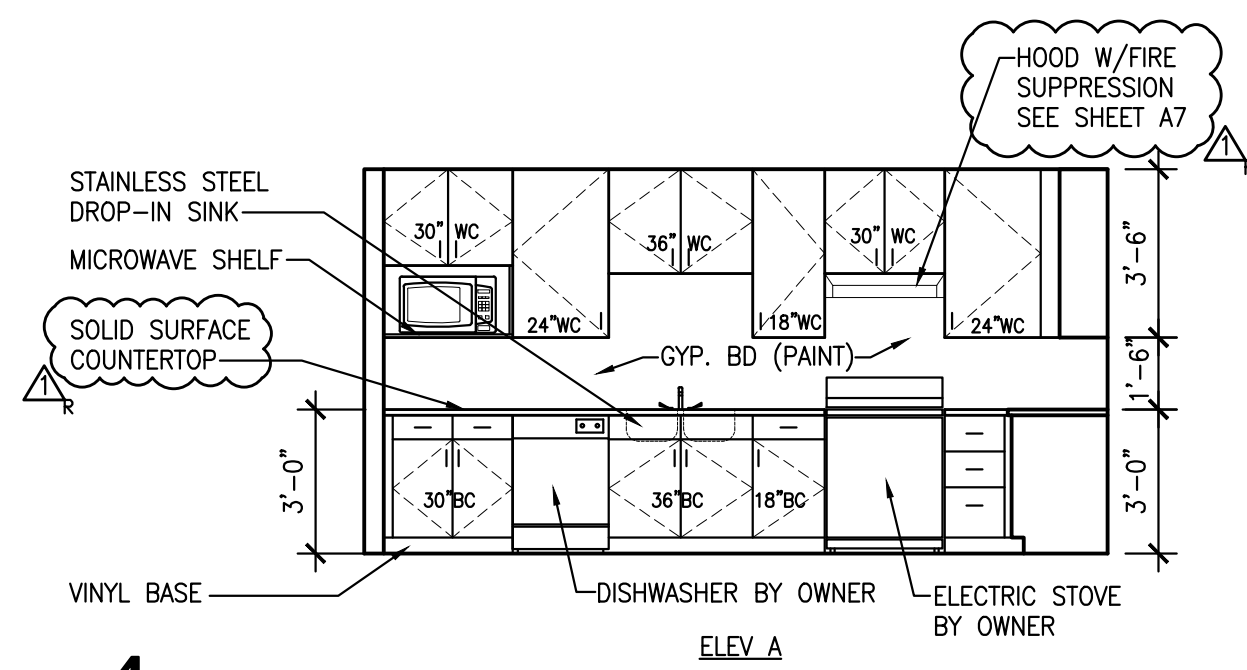 HOOD W/FIRE
SUPPRESSION
SEE SHEET A7
1
R
STAINLESS STEEL
DROP-IN SINK
MICROWAVE SHELF
SOLID SURFACE
COUNTERTOP
1
R
30" WC
24"WC
36" WC
18"WC
30" WC
24"WC
3'-6"
GYP. BD (PAINT)
1'-6"
3'-0"
30"BC
36"BC
18"BC
3'-0"
VINYL BASE
DISHWASHER BY OWNER
ELECTRIC STOVE
BY OWNER
ELEV A